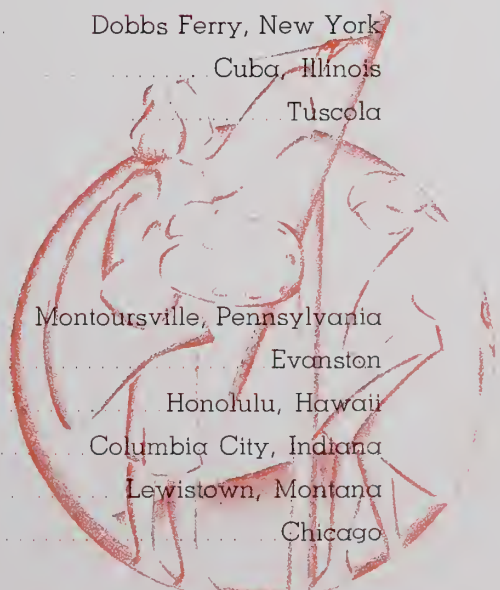 Dobbs Ferry, New York
Cuba, Illinois
Tuscola
Montoursville, Pennsylvania
Evanston
Honolulu, Hawaii
Columbia City, Indiana
Lewistown, Montana
Chicago